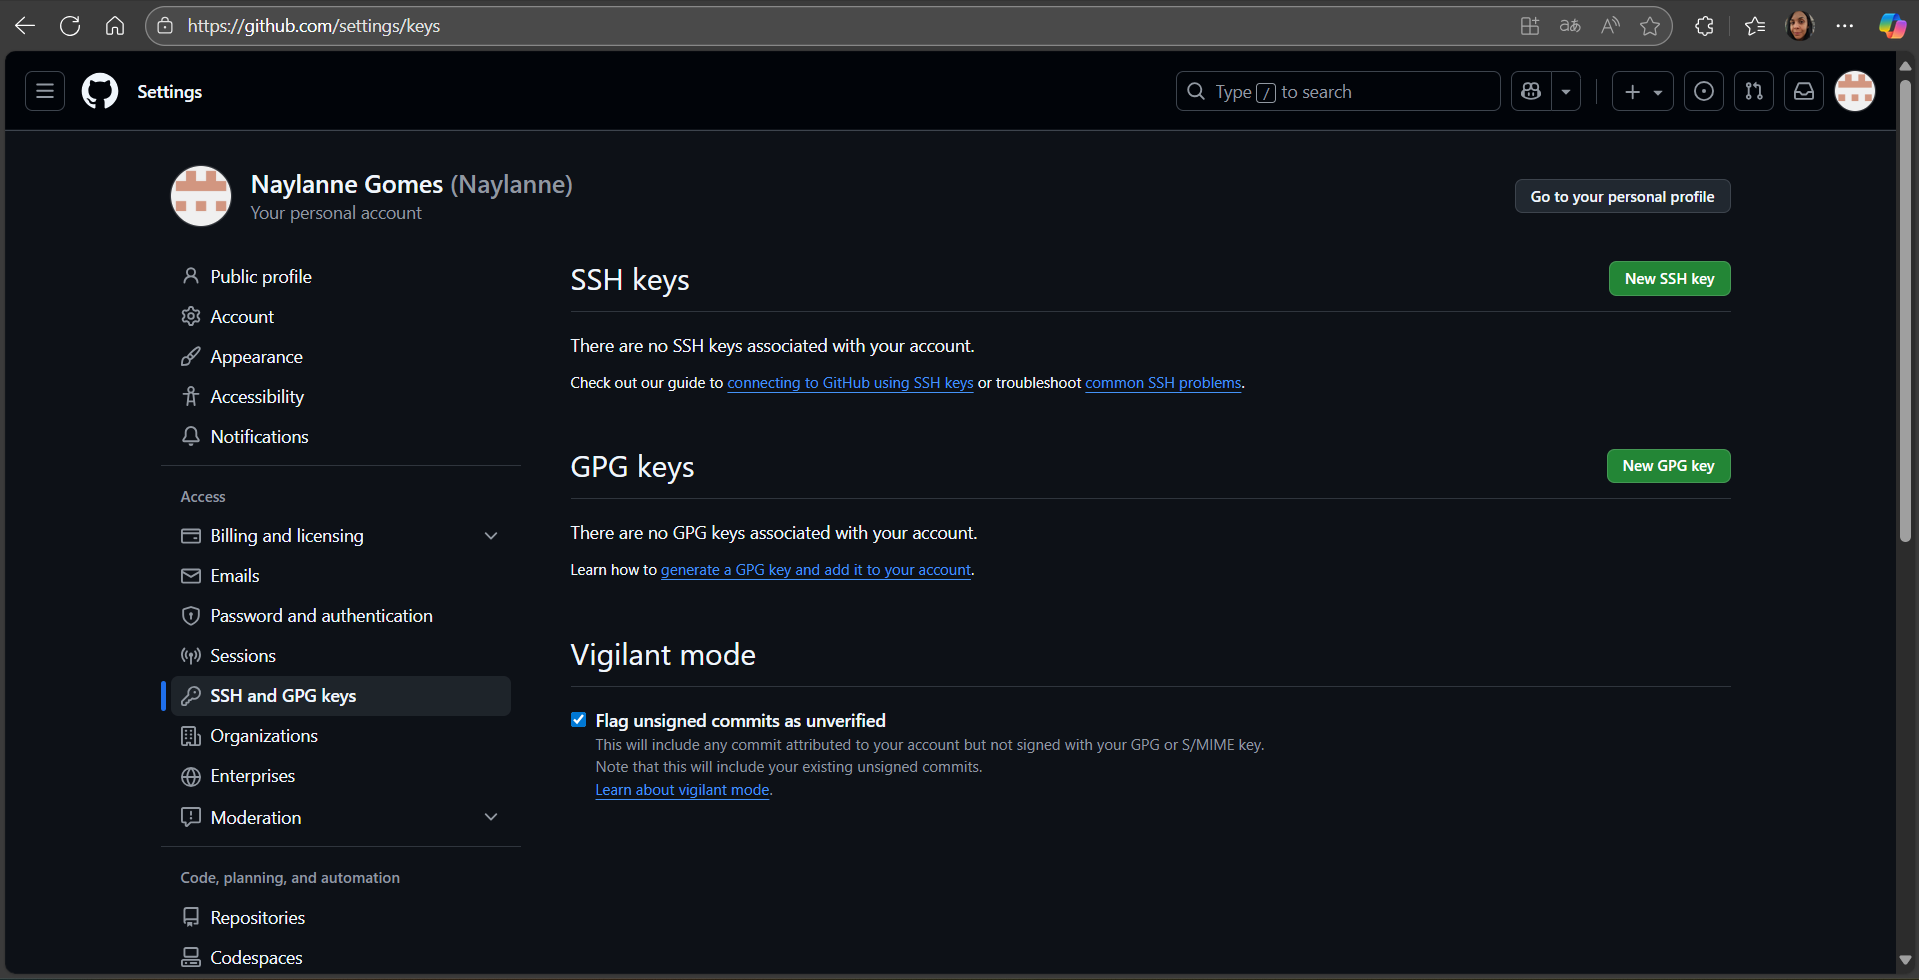 https://github.com/settings/keys
Settings
Type / to search
Naylanne Gomes (Naylanne)
Your personal account
Go to your personal profile
Public profile
Account
Appearance
Accessibility
Notifications
Access
Billing and licensing
Emails
Password and authentication
Sessions
SSH and GPG keys
Organizations
Enterprises
Moderation
Code, planning, and automation
Repositories
Codespaces
SSH keys
New SSH key
There are no SSH keys associated with your account.
Check out our guide to connecting to GitHub using SSH keys or troubleshoot common SSH problems.
GPG keys
New GPG key
There are no GPG keys associated with your account.
Learn how to generate a GPG key and add it to your account.
Vigilant mode
Flag unsigned commits as unverified
This will include any commit attributed to your account but not signed with your GPG or S/MIME key.
Note that this will include your existing unsigned commits.
Learn about vigilant mode.